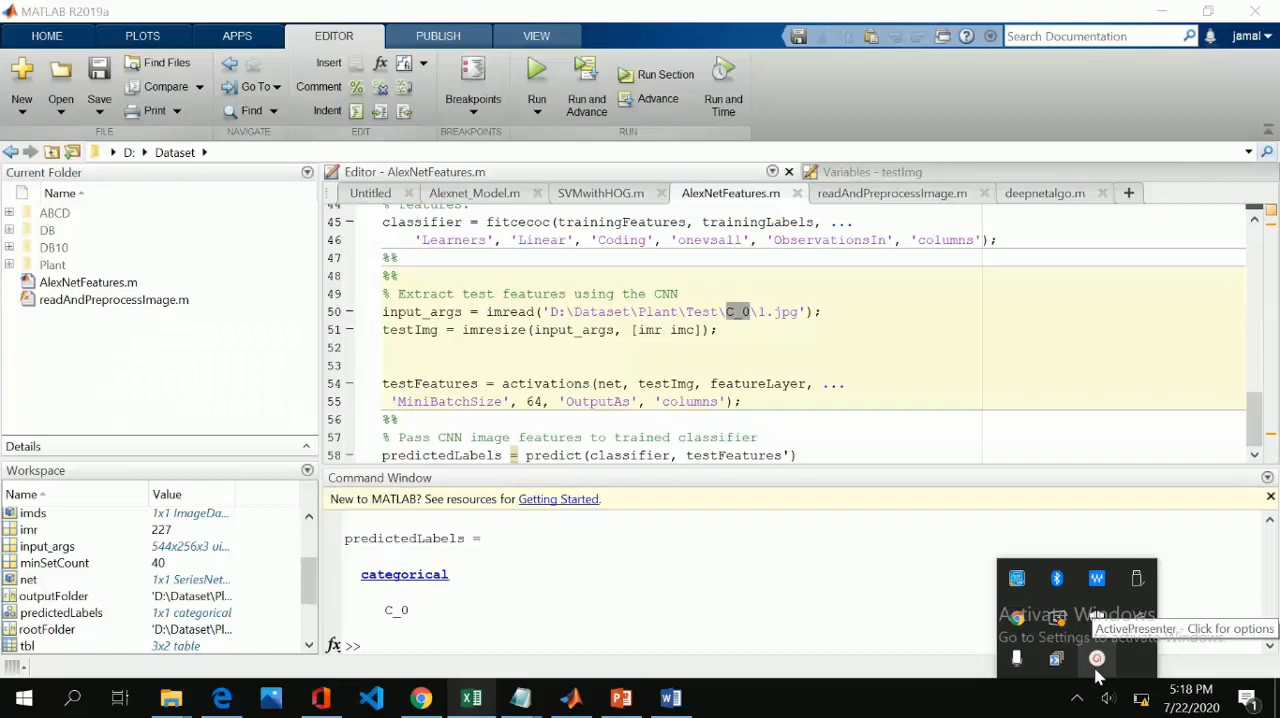 MATLAB R2019a
HOME PLOTS APPS EDITOR PUBLISH VIEW Search Documentation jamal
New Open Save Find Files Compare Print Go To Find Insert Comment Indent Breakpoints Run Run and Advance Run Section Advance Run and Time
FILE NAVIGATE EDIT BREAKPOINTS RUN
D: Dataset
Current Folder
Name
ABCD
DB
DB10
Plant
AlexNetFeatures.m
readAndPreprocessImage.m
Details
Workspace
Name Value
imds 1x1 ImageDa...
imr 227
input_args 544x256x3 ui...
minSetCount 40
net 1x1 SeriesNet...
outputFolder 'D:\Dataset\Pl...
predictedLabels 1x1 categorical
rootFolder 'D:\Dataset\Pl...
tbl 3x2 table
Editor - AlexNetFeatures.m Variables - testImg
Untitled Alexnet_Model.m SVMwithHOG.m AlexNetFeatures.m readAndPreprocessImage.m deepnetalgo.m
44 % features.
45 classifier = fitcecoc(trainingFeatures, trainingLabels, ...
46 'Learners', 'Linear', 'Coding', 'onevsall', 'ObservationsIn', 'columns');
47 %%
48 %%
49 % Extract test features using the CNN
50 input_args = imread('D:\Dataset\Plant\Test\C_0\1.jpg');
51 testImg = imresize(input_args, [imr imc]);
52
53
54 testFeatures = activations(net, testImg, featureLayer, ...
55 'MiniBatchSize', 64, 'OutputAs', 'columns');
56 %%
57 % Pass CNN image features to trained classifier
58 predictedLabels = predict(classifier, testFeatures')
Command Window
New to MATLAB? See resources for Getting Started.
predictedLabels =
categorical
C_0
fx >>
Activate Windows
Go to Settings to activate Windows.
ActivePresenter - Click for options
5:18 PM
7/22/2020
1